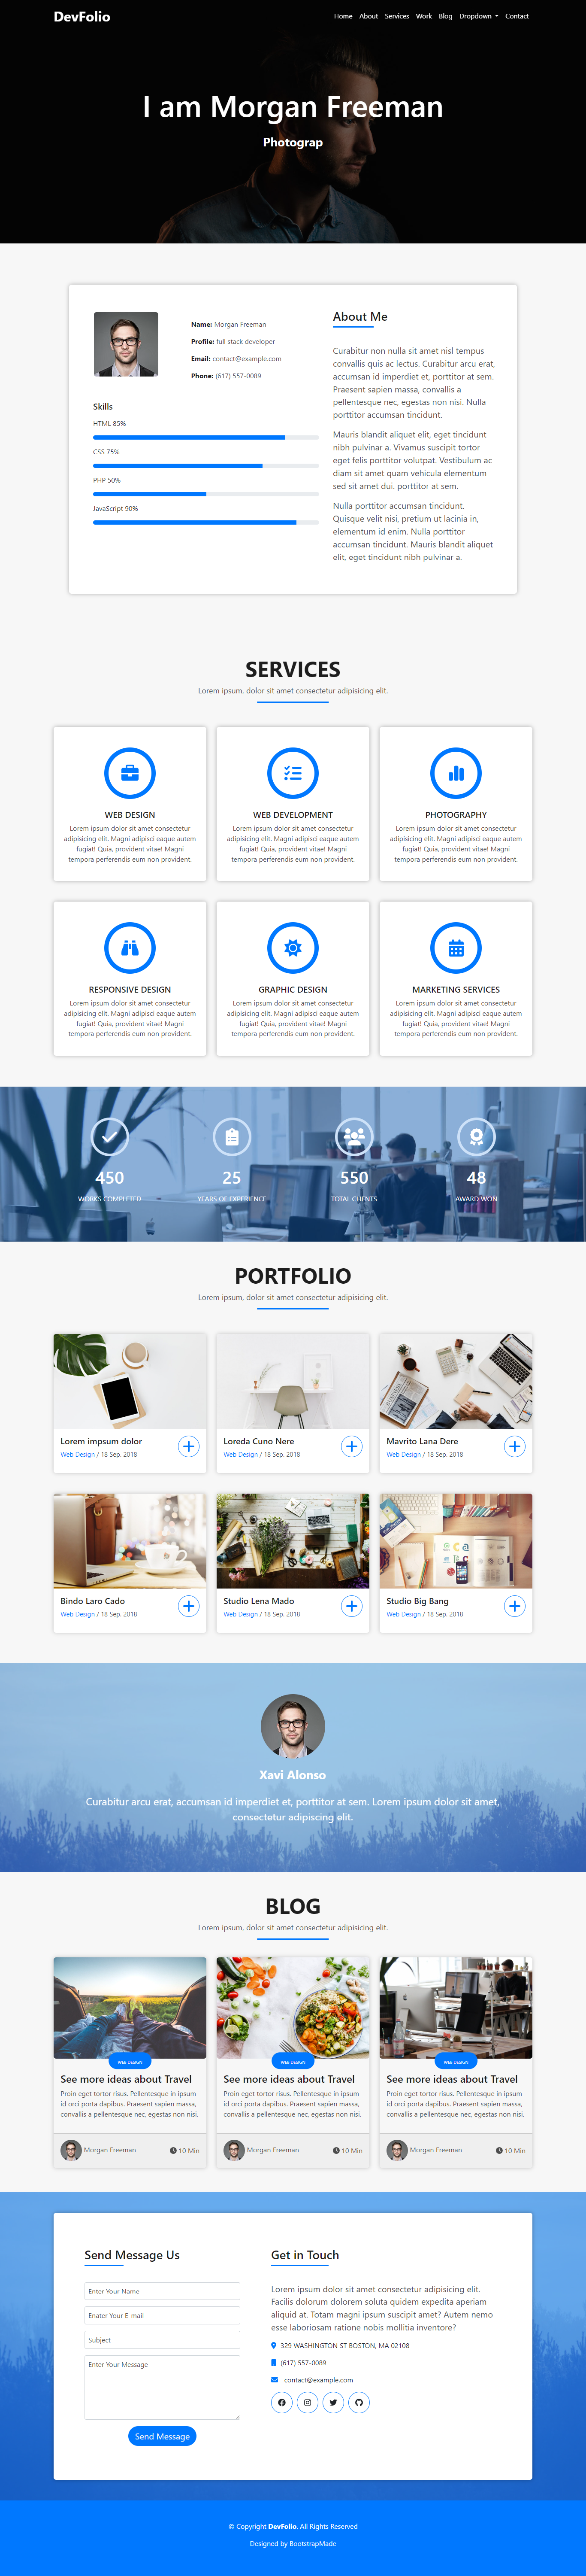 DevFolio
Home About Services Work Blog Dropdown Contact
I am Morgan Freeman
Photograp
Name: Morgan Freeman
Profile: full stack developer
Email: contact@example.com
Phone: (617) 557-0089
Skills
HTML 85%
CSS 75%
PHP 50%
JavaScript 90%
About Me
Curabitur non nulla sit amet nisl tempus
convallis quis ac lectus. Curabitur arcu erat,
accumsan id imperdiet et, porttitor at sem.
Praesent sapien massa, convallis a
pellentesque nec, egestas non nisi. Nulla
porttitor accumsan tincidunt.
Mauris blandit aliquet elit, eget tincidunt
nibh pulvinar a. Vivamus suscipit tortor
eget felis porttitor volutpat. Vestibulum ac
diam sit amet quam vehicula elementum
sed sit amet dui. porttitor at sem.
Nulla porttitor accumsan tincidunt.
Quisque velit nisi, pretium ut lacinia in,
elementum id enim. Nulla porttitor
accumsan tincidunt. Mauris blandit aliquet
elit, eget tincidunt nibh pulvinar a.
SERVICES
Lorem ipsum, dolor sit amet consectetur adipisicing elit.
WEB DESIGN
Lorem ipsum dolor sit amet consectetur
adipisicing elit. Magni adipisci eaque autem
fugiat! Quia, provident vitae! Magni
tempora perferendis eum non provident.
WEB DEVELOPMENT
Lorem ipsum dolor sit amet consectetur
adipisicing elit. Magni adipisci eaque autem
fugiat! Quia, provident vitae! Magni
tempora perferendis eum non provident.
PHOTOGRAPHY
Lorem ipsum dolor sit amet consectetur
adipisicing elit. Magni adipisci eaque autem
fugiat! Quia, provident vitae! Magni
tempora perferendis eum non provident.
RESPONSIVE DESIGN
Lorem ipsum dolor sit amet consectetur
adipisicing elit. Magni adipisci eaque autem
fugiat! Quia, provident vitae! Magni
tempora perferendis eum non provident.
GRAPHIC DESIGN
Lorem ipsum dolor sit amet consectetur
adipisicing elit. Magni adipisci eaque autem
fugiat! Quia, provident vitae! Magni
tempora perferendis eum non provident.
MARKETING SERVICES
Lorem ipsum dolor sit amet consectetur
adipisicing elit. Magni adipisci eaque autem
fugiat! Quia, provident vitae! Magni
tempora perferendis eum non provident.
450
WORKS COMPLETED
25
YEARS OF EXPERIENCE
550
TOTAL CLIENTS
48
AWARD WON
PORTFOLIO
Lorem ipsum, dolor sit amet consectetur adipisicing elit.
Lorem impsum dolor
Web Design / 18 Sep. 2018
Loreda Cuno Nere
Web Design / 18 Sep. 2018
Mavrito Lana Dere
Web Design / 18 Sep. 2018
Bindo Laro Cado
Web Design / 18 Sep. 2018
Studio Lena Mado
Web Design / 18 Sep. 2018
Studio Big Bang
Web Design / 18 Sep. 2018
Xavi Alonso
Curabitur arcu erat, accumsan id imperdiet et, porttitor at sem. Lorem ipsum dolor sit amet,
consectetur adipiscing elit.
BLOG
Lorem ipsum, dolor sit amet consectetur adipisicing elit.
WEB DESIGN
See more ideas about Travel
Proin eget tortor risus. Pellentesque in ipsum
id orci porta dapibus. Praesent sapien massa,
convallis a pellentesque nec, egestas non nisi.
Morgan Freeman 10 Min
WEB DESIGN
See more ideas about Travel
Proin eget tortor risus. Pellentesque in ipsum
id orci porta dapibus. Praesent sapien massa,
convallis a pellentesque nec, egestas non nisi.
Morgan Freeman 10 Min
WEB DESIGN
See more ideas about Travel
Proin eget tortor risus. Pellentesque in ipsum
id orci porta dapibus. Praesent sapien massa,
convallis a pellentesque nec, egestas non nisi.
Morgan Freeman 10 Min
Send Message Us
Enter Your Name
Enater Your E-mail
Subject
Enter Your Message
Send Message
Get in Touch
Lorem ipsum dolor sit amet consectetur, adipisicing elit.
Facilis dolorum dolorem soluta quidem expedita aperiam
aliquid at. Totam magni ipsum suscipit amet? Autem nemo
esse laboriosam ratione nobis mollitia inventore?
329 WASHINGTON ST BOSTON, MA 02108
(617) 557-0089
contact@example.com
© Copyright DevFolio. All Rights Reserved
Designed by BootstrapMade